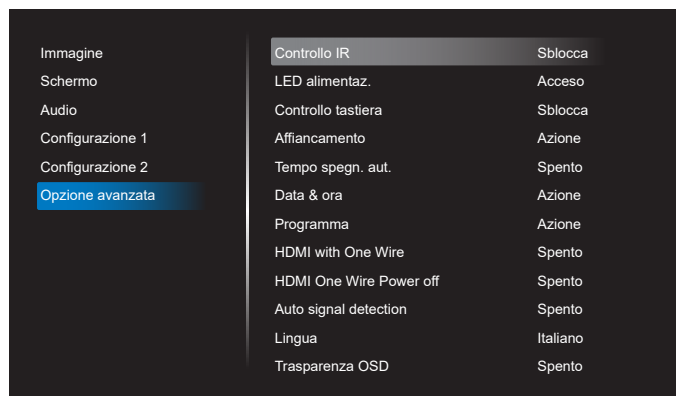 Immagine
Schermo
Audio
Configurazione 1
Configurazione 2
Opzione avanzata
Controllo IR Sblocca
LED alimentaz. Acceso
Controllo tastiera Sblocca
Affiancamento Azione
Tempo spegn. aut. Spento
Data & ora Azione
Programma Azione
HDMI with One Wire Spento
HDMI One Wire Power off Spento
Auto signal detection Spento
Lingua Italiano
Trasparenza OSD Spento